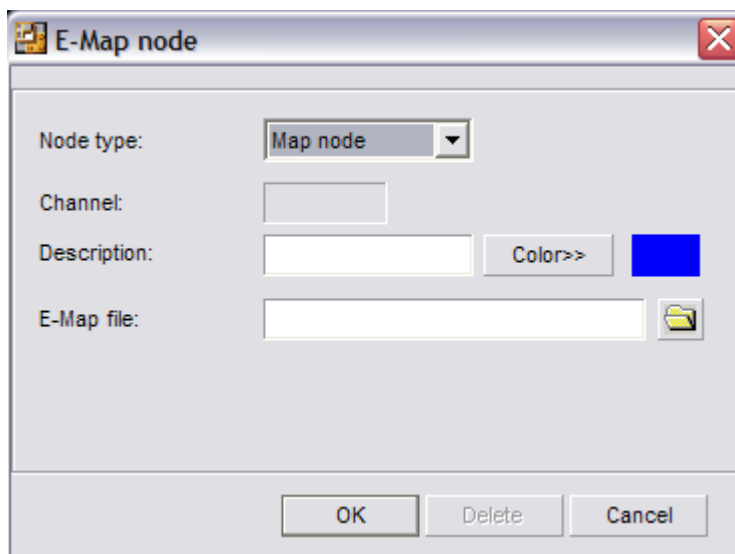 E-Map node
Node type: Map node
Channel:
Description: Color>>
E-Map file:
OK Delete Cancel